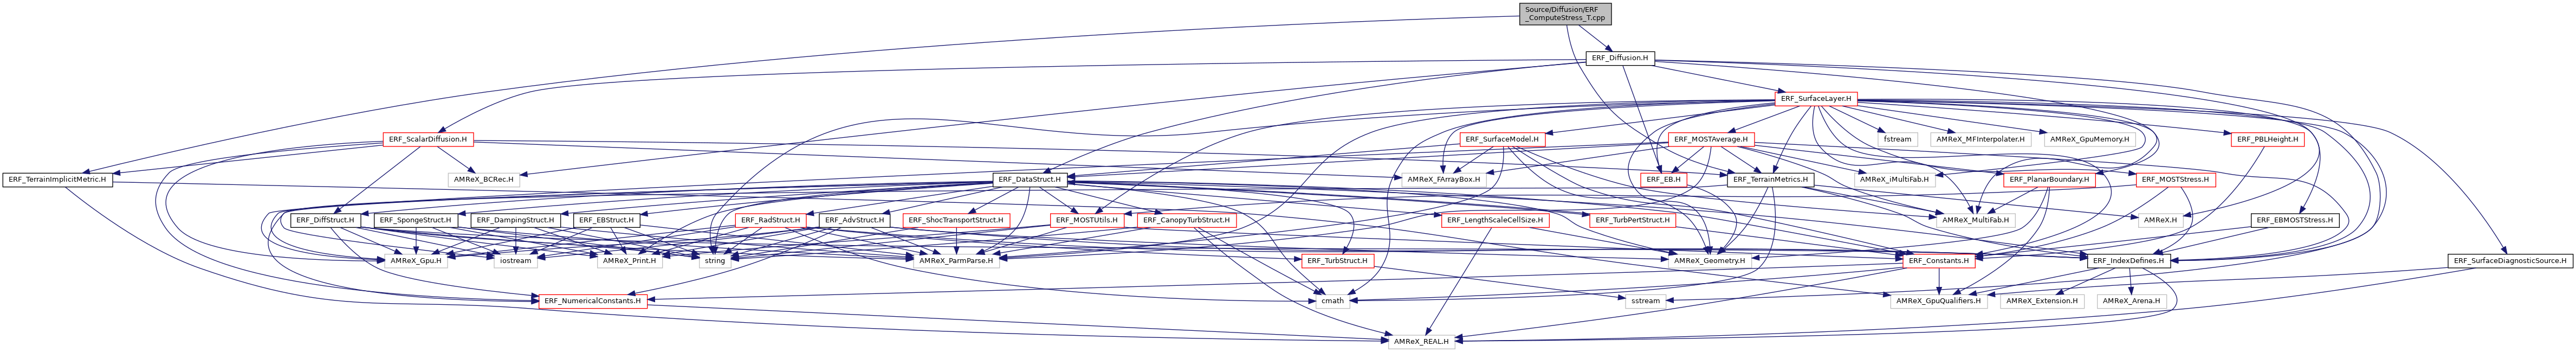 Source/Diffusion/ERF
_ComputeStress_T.cpp
ERF_Diffusion.H
ERF_SurfaceLayer.H
ERF_ScalarDiffusion.H
ERF_SurfaceModel.H
ERF_MOSTAverage.H
fstream
AMReX_MFInterpolater.H
AMReX_GpuMemory.H
ERF_PBLHeight.H
ERF_TerrainImplicitMetric.H
AMReX_BCRec.H
ERF_DataStruct.H
AMReX_FArrayBox.H
ERF_EB.H
ERF_TerrainMetrics.H
AMReX_iMultiFab.H
ERF_PlanarBoundary.H
ERF_MOSTStress.H
ERF_DiffStruct.H
ERF_SpongeStruct.H
ERF_DampingStruct.H
ERF_EBStruct.H
ERF_RadStruct.H
ERF_AdvStruct.H
ERF_ShocTransportStruct.H
ERF_MOSTUtils.H
ERF_CanopyTurbStruct.H
ERF_LengthScaleCellSize.H
ERF_TurbPertStruct.H
AMReX_MultiFab.H
AMReX.H
ERF_EBMOSTStress.H
AMReX_Gpu.H
iostream
AMReX_Print.H
string
AMReX_ParmParse.H
ERF_TurbStruct.H
AMReX_Geometry.H
ERF_Constants.H
ERF_IndexDefines.H
ERF_SurfaceDiagnosticSource.H
ERF_NumericalConstants.H
cmath
sstream
AMReX_GpuQualifiers.H
AMReX_Extension.H
AMReX_Arena.H
AMReX_REAL.H